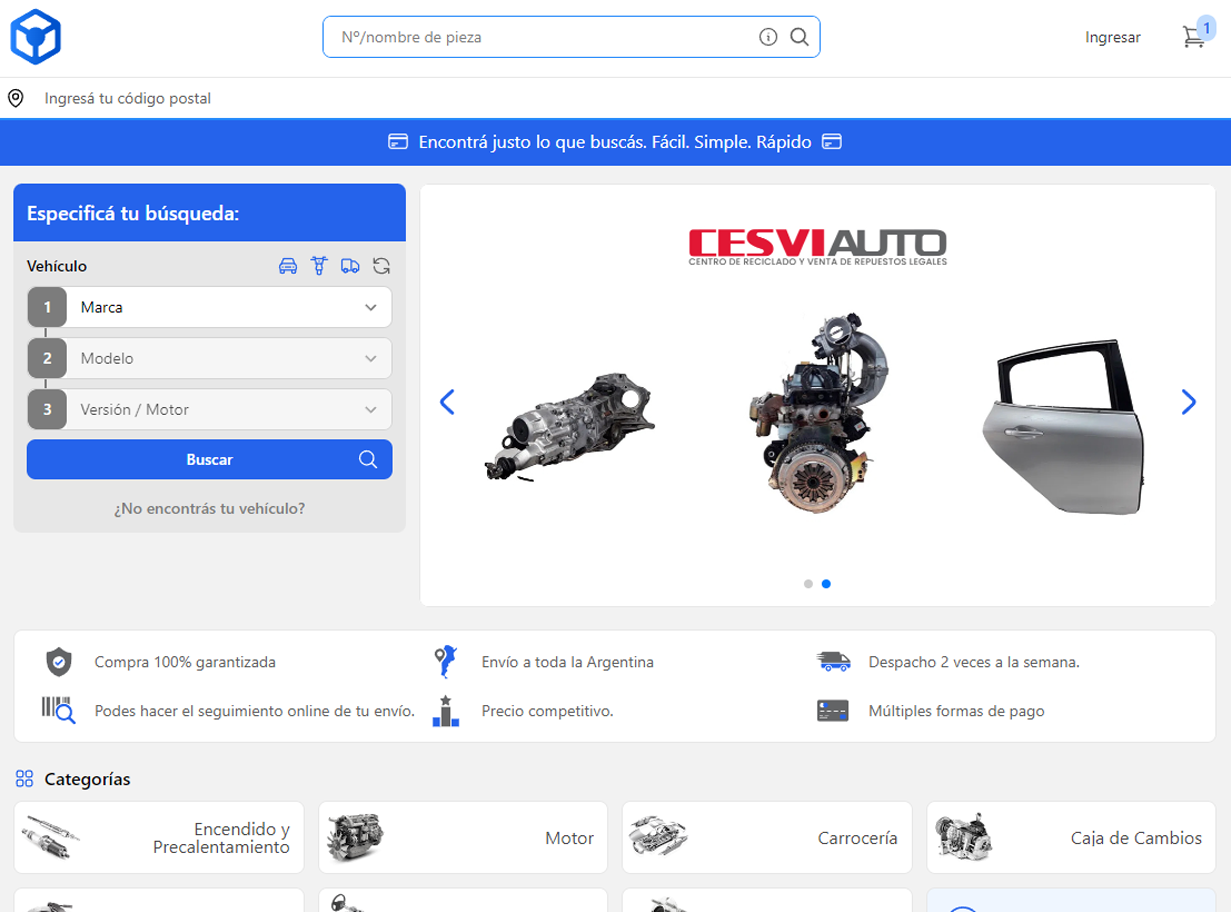 Nº/nombre de pieza
Ingresar
1
Ingresá tu código postal
Encontrá justo lo que buscás. Fácil. Simple. Rápido
Especificá tu búsqueda:
Vehículo
1 Marca
2 Modelo
3 Versión / Motor
Buscar
¿No encontrás tu vehículo?
CESVIAUTO
CENTRO DE RECICLADO Y VENTA DE REPUESTOS LEGALES
Compra 100% garantizada
Envío a toda la Argentina
Despacho 2 veces a la semana.
Podes hacer el seguimiento online de tu envío.
Precio competitivo.
Múltiples formas de pago
Categorías
Encendido y
Precalentamiento
Motor
Carrocería
Caja de Cambios